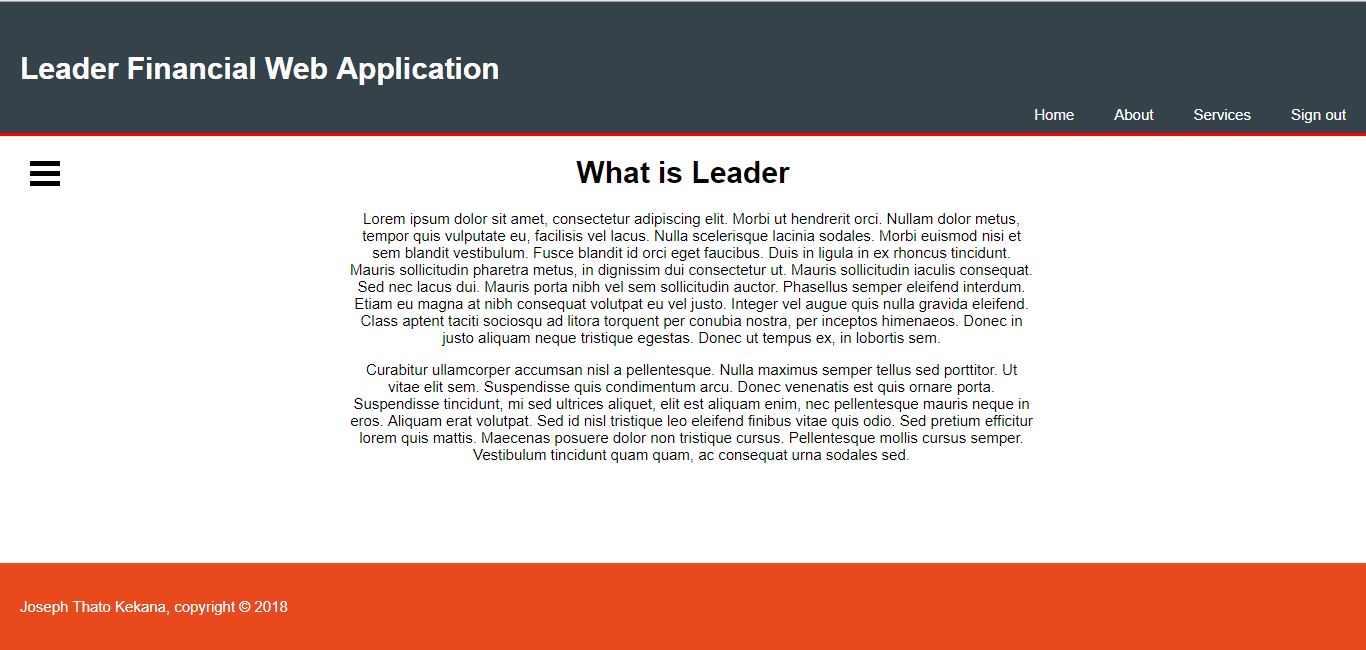 Leader Financial Web Application
Home About Services Sign out
What is Leader
Lorem ipsum dolor sit amet, consectetur adipiscing elit. Morbi ut hendrerit orci. Nullam dolor metus,
tempor quis vulputate eu, facilisis vel lacus. Nulla scelerisque lacinia sodales. Morbi euismod nisi et
sem blandit vestibulum. Fusce blandit id orci eget faucibus. Duis in ligula in ex rhoncus tincidunt.
Mauris sollicitudin pharetra metus, in dignissim dui consectetur ut. Mauris sollicitudin iaculis consequat.
Sed nec lacus dui. Mauris porta nibh vel sem sollicitudin auctor. Phasellus semper eleifend interdum.
Etiam eu magna at nibh consequat volutpat eu vel justo. Integer vel augue quis nulla gravida eleifend.
Class aptent taciti sociosqu ad litora torquent per conubia nostra, per inceptos himenaeos. Donec in
justo aliquam neque tristique egestas. Donec ut tempus ex, in lobortis sem.
Curabitur ullamcorper accumsan nisl a pellentesque. Nulla maximus semper tellus sed porttitor. Ut
vitae elit sem. Suspendisse quis condimentum arcu. Donec venenatis est quis ornare porta.
Suspendisse tincidunt, mi sed ultrices aliquet, elit est aliquam enim, nec pellentesque mauris neque in
eros. Aliquam erat volutpat. Sed id nisl tristique leo eleifend finibus vitae quis odio. Sed pretium efficitur
lorem quis mattis. Maecenas posuere dolor non tristique cursus. Pellentesque mollis cursus semper.
Vestibulum tincidunt quam quam, ac consequat urna sodales sed.
Joseph Thato Kekana, copyright © 2018